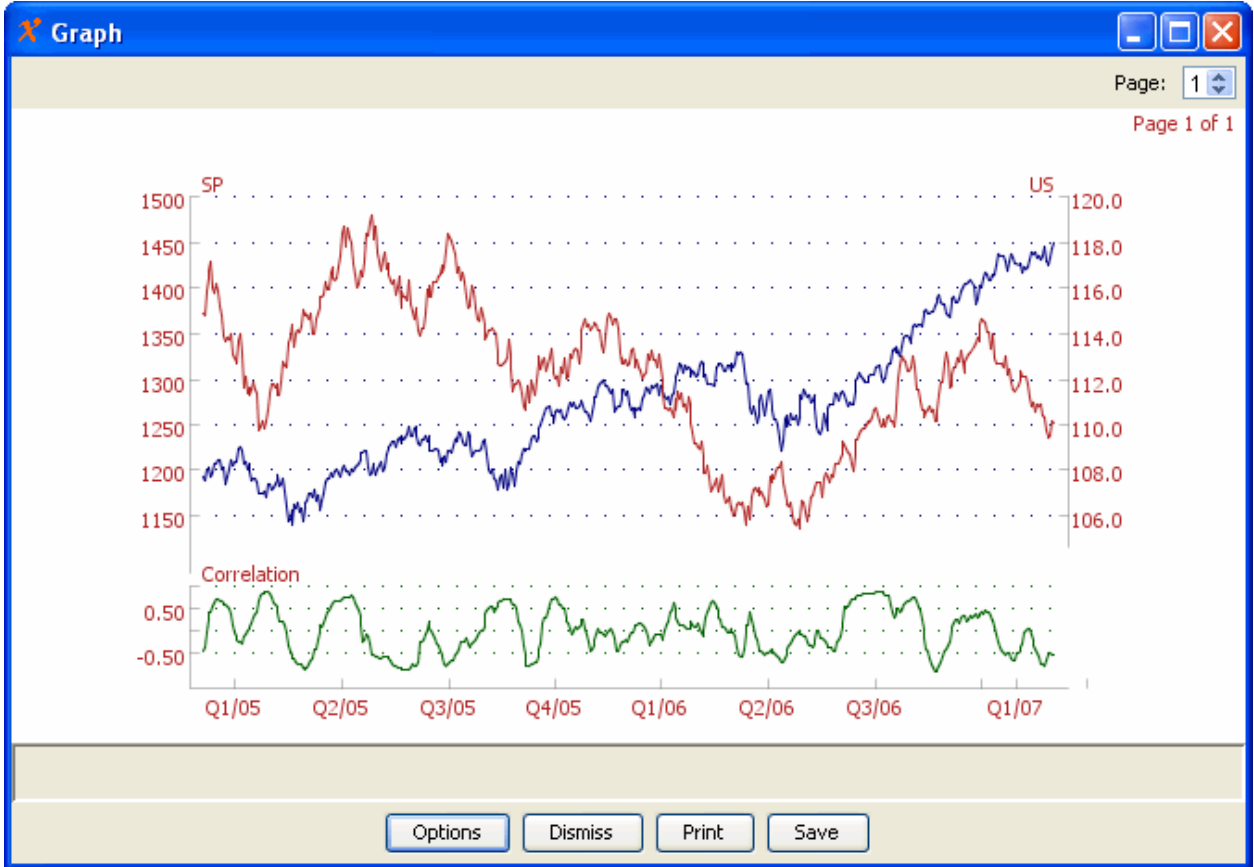 Graph
Page: 1
Page 1 of 1
SP US
1500 120.0
1450 118.0
1400 116.0
1350 114.0
1300 112.0
1250 110.0
1200 108.0
1150 106.0
Correlation
0.50
-0.50
Q1/05 Q2/05 Q3/05 Q4/05 Q1/06 Q2/06 Q3/06 Q1/07
Options Dismiss Print Save